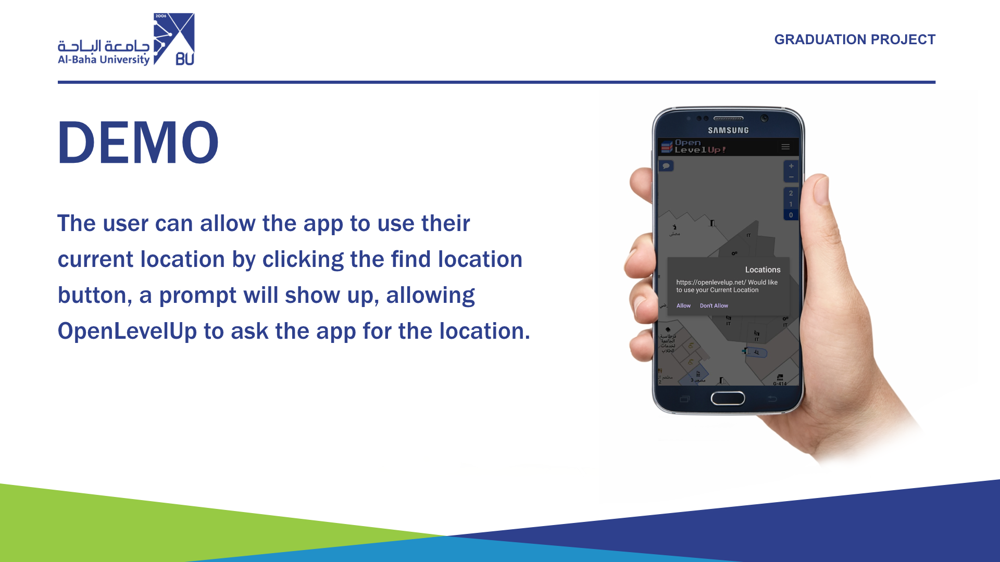 2006
جامعة الباحة
Al-Baha University
BU
GRADUATION PROJECT
DEMO
The user can allow the app to use their
current location by clicking the find location
button, a prompt will show up, allowing
OpenLevelUp to ask the app for the location.
SAMSUNG
Open
LevelUp!
+
−
2
1
0
مصلى
IT
Locations
https://openlevelup.net/ Would like
to use your Current Location
Allow Don't Allow
IT
IT
IT
قرطاسية
الجامعة
لخدمات
الطلاب
مصعد 3
2
G-414